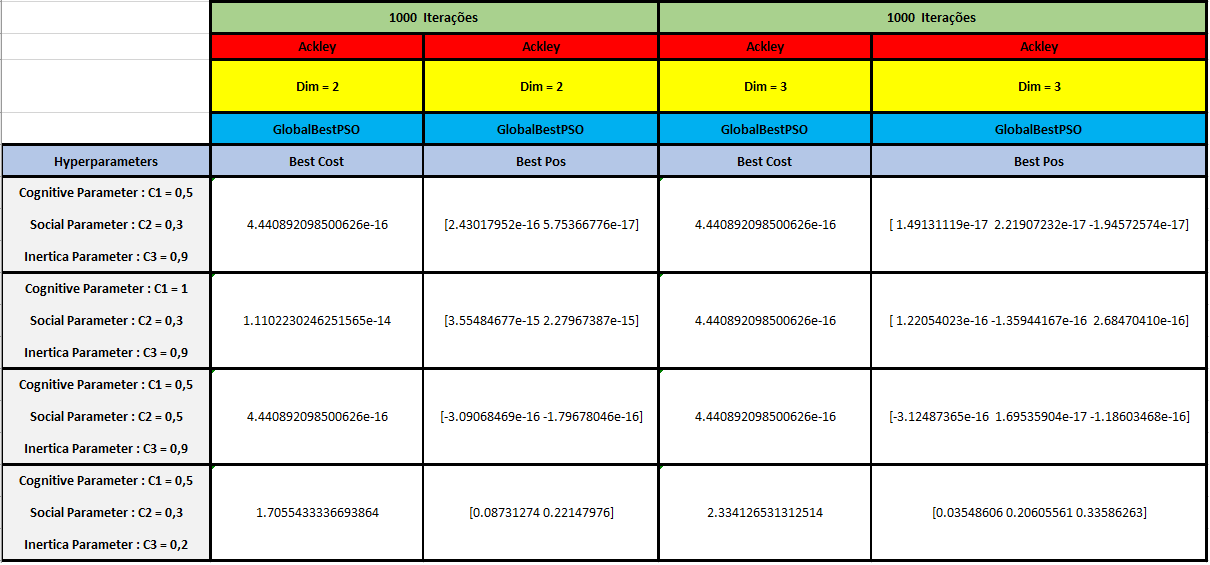 1000 Iterações 1000 Iterações
Ackley Ackley Ackley Ackley
Dim = 2 Dim = 2 Dim = 3 Dim = 3
GlobalBestPSO GlobalBestPSO GlobalBestPSO GlobalBestPSO
Hyperparameters Best Cost Best Pos Best Cost Best Pos
Cognitive Parameter : C1 = 0,5
Social Parameter : C2 = 0,3 4.440892098500626e-16 [2.43017952e-16 5.75366776e-17] 4.440892098500626e-16 [ 1.49131119e-17 2.21907232e-17 -1.94572574e-17]
Inertica Parameter : C3 = 0,9
Cognitive Parameter : C1 = 1
Social Parameter : C2 = 0,3 1.1102230246251565e-14 [3.55484677e-15 2.27967387e-15] 4.440892098500626e-16 [ 1.22054023e-16 -1.35944167e-16 2.68470410e-16]
Inertica Parameter : C3 = 0,9
Cognitive Parameter : C1 = 0,5
Social Parameter : C2 = 0,5 4.440892098500626e-16 [-3.09068469e-16 -1.79678046e-16] 4.440892098500626e-16 [-3.12487365e-16 1.69535904e-17 -1.18603468e-16]
Inertica Parameter : C3 = 0,9
Cognitive Parameter : C1 = 0,5
Social Parameter : C2 = 0,3 1.7055433336693864 [0.08731274 0.22147976] 2.334126531312514 [0.03548606 0.20605561 0.33586263]
Inertica Parameter : C3 = 0,2